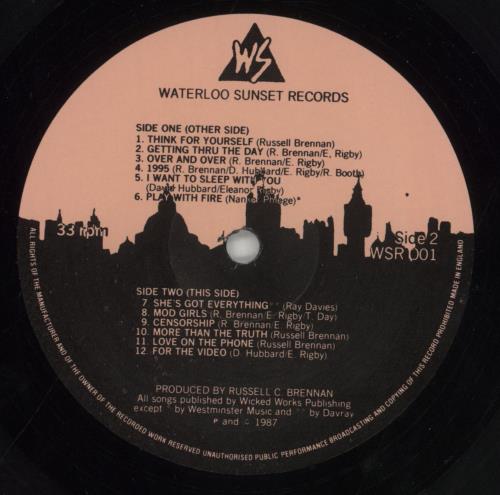 WS
WATERLOO SUNSET RECORDS
SIDE ONE (OTHER SIDE)
1. THINK FOR YOURSELF (Russell Brennan)
2. GETTING THRU THE DAY (R. Brennan/E. Rigby)
3. OVER AND OVER (R. Brennan/E. Rigby)
4. 1995 (R. Brennan/D. Hubbard/E. Rigby/R. Booth)
5. I WANT TO SLEEP WITH YOU
(David Hubbard/Eleanor Rigby)
6. PLAY WITH FIRE (Nanker Phlege)*
33 rpm
Side 2
WSR 001
SIDE TWO (THIS SIDE)
7. SHE'S GOT EVERYTHING** (Ray Davies)
8. MOD GIRLS (R. Brennan/E. Rigby/T. Day)
9. CENSORSHIP (R. Brennan/E. Rigby)
10. MORE THAN THE TRUTH (Russell Brennan)
11. LOVE ON THE PHONE (Russell Brennan)
12. FOR THE VIDEO (D. Hubbard/E. Rigby)
PRODUCED BY RUSSELL C. BRENNAN
All songs published by Wicked Works Publishing
except * by Westminster Music and ** by Davray
℗ and © 1987
ALL RIGHTS OF THE MANUFACTURER AND OF THE OWNER OF THE RECORDED WORK RESERVED UNAUTHORISED PUBLIC PERFORMANCE BROADCASTING AND COPYING OF THIS RECORD PROHIBITED MADE IN ENGLAND